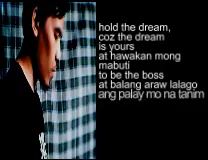 hold the dream,
coz the dream
is yours
at hawakan mong
mabuti
to be the boss
at balang araw lalago
ang palay mo na tanim